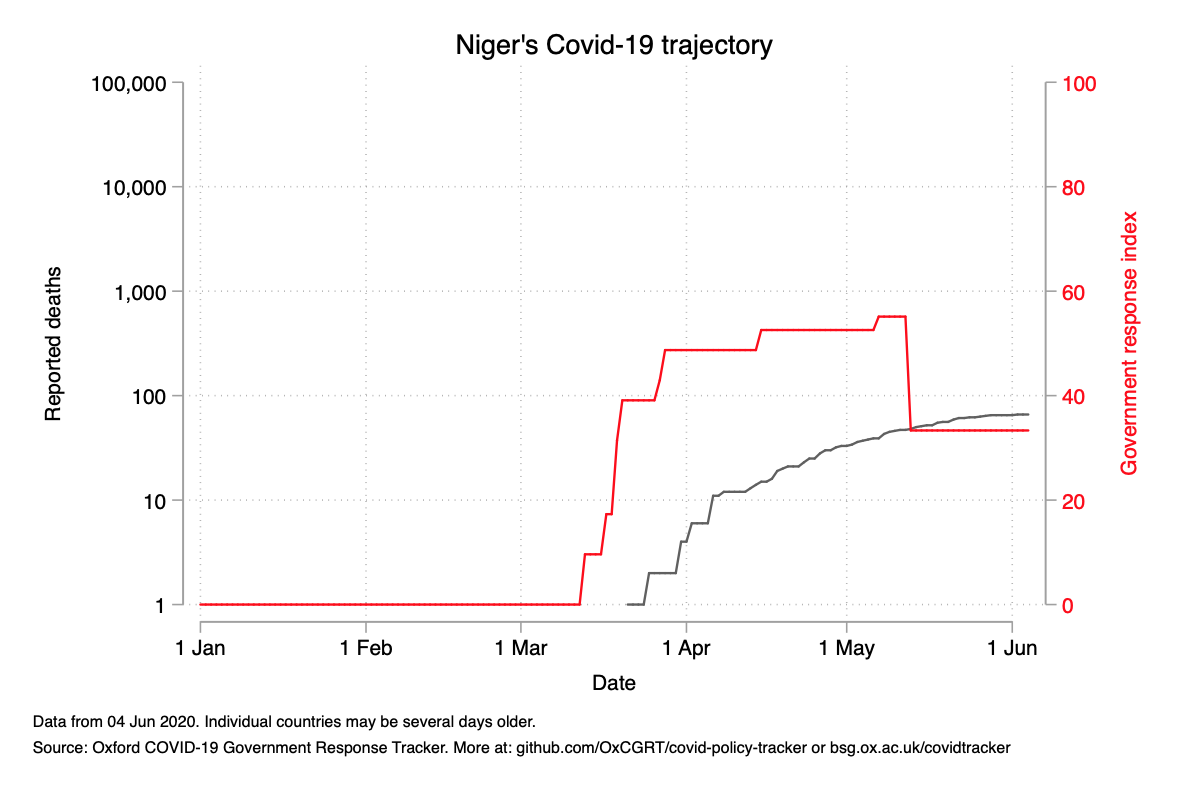 Niger's Covid-19 trajectory
100,000
10,000
1,000
100
10
1
Reported deaths
100
80
60
40
20
0
Government response index
1 Jan
1 Feb
1 Mar
1 Apr
1 May
1 Jun
Date
Data from 04 Jun 2020. Individual countries may be several days older.
Source: Oxford COVID-19 Government Response Tracker. More at: github.com/OxCGRT/covid-policy-tracker or bsg.ox.ac.uk/covidtracker